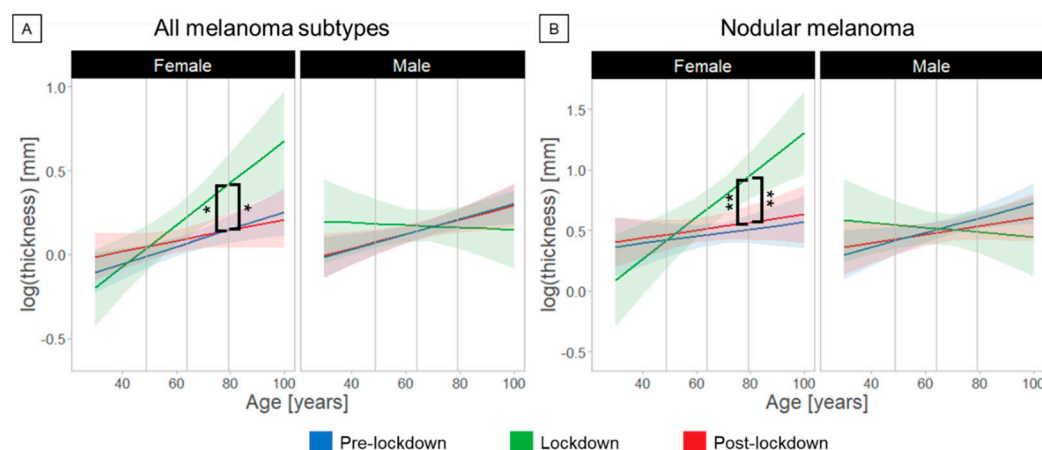 A All melanoma subtypes
Female Male
log(thickness) [mm]
1.0
0.5
0.0
-0.5
* *
40 60 80 100 40 60 80 100
Age [years]
B Nodular melanoma
Female Male
log(thickness) [mm]
1.5
1.0
0.5
0.0
-0.5
** **
40 60 80 100 40 60 80 100
Age [years]
Pre-lockdown Lockdown Post-lockdown